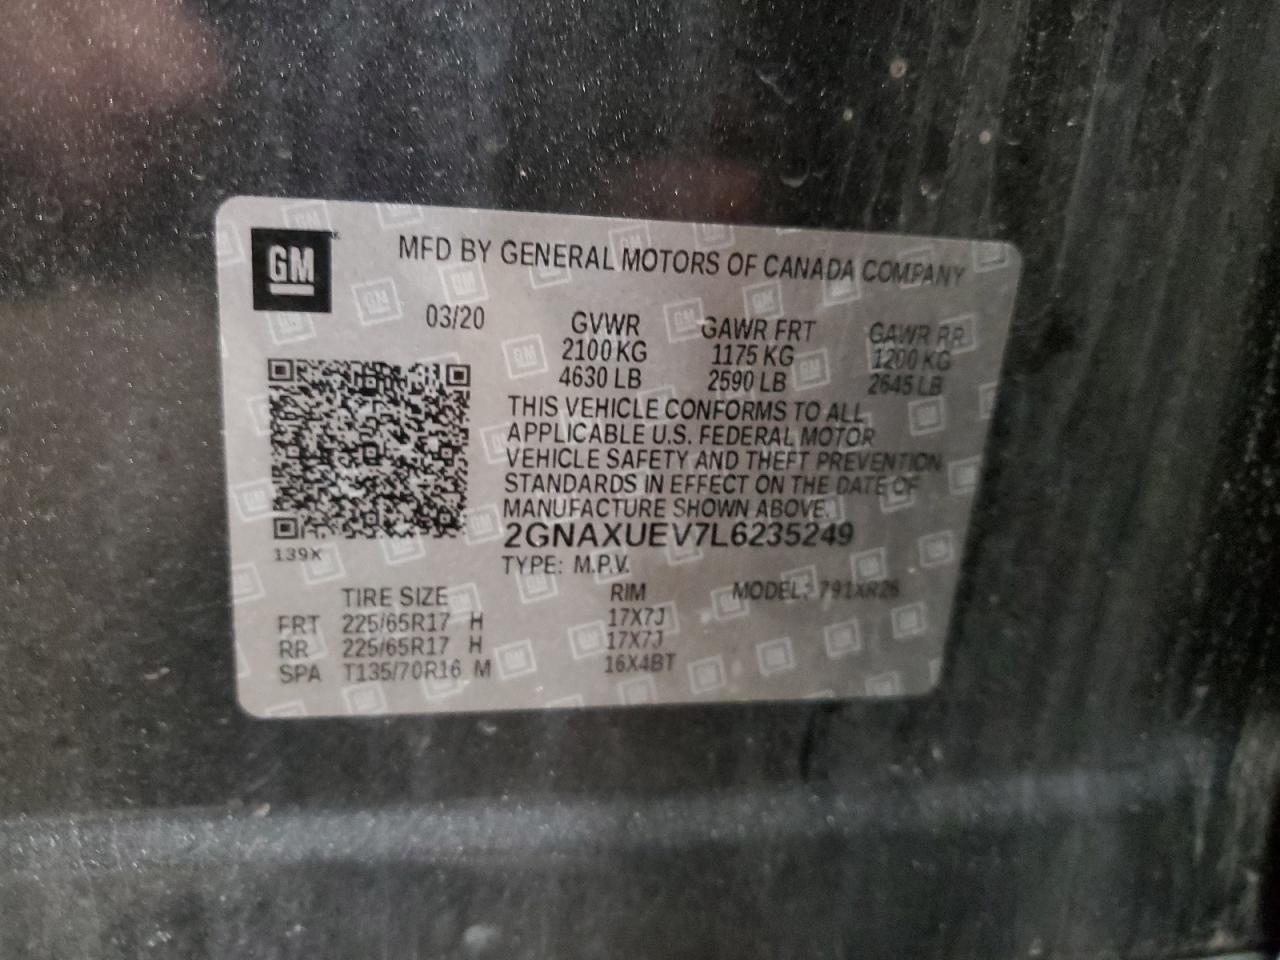 GM
MFD BY GENERAL MOTORS OF CANADA COMPANY
03/20
GVWR GAWR FRT GAWR RR
2100 KG 1175 KG 1200 KG
4630 LB 2590 LB 2645 LB
THIS VEHICLE CONFORMS TO ALL
APPLICABLE U.S. FEDERAL MOTOR
VEHICLE SAFETY AND THEFT PREVENTION
STANDARDS IN EFFECT ON THE DATE OF
MANUFACTURE SHOWN ABOVE.
2GNAXUEV7L6235249
139X
TYPE: M.P.V.
TIRE SIZE RIM MODEL: 791XR26
FRT 225/65R17 H 17X7J
RR 225/65R17 H 17X7J
SPA T135/70R16 M 16X4BT